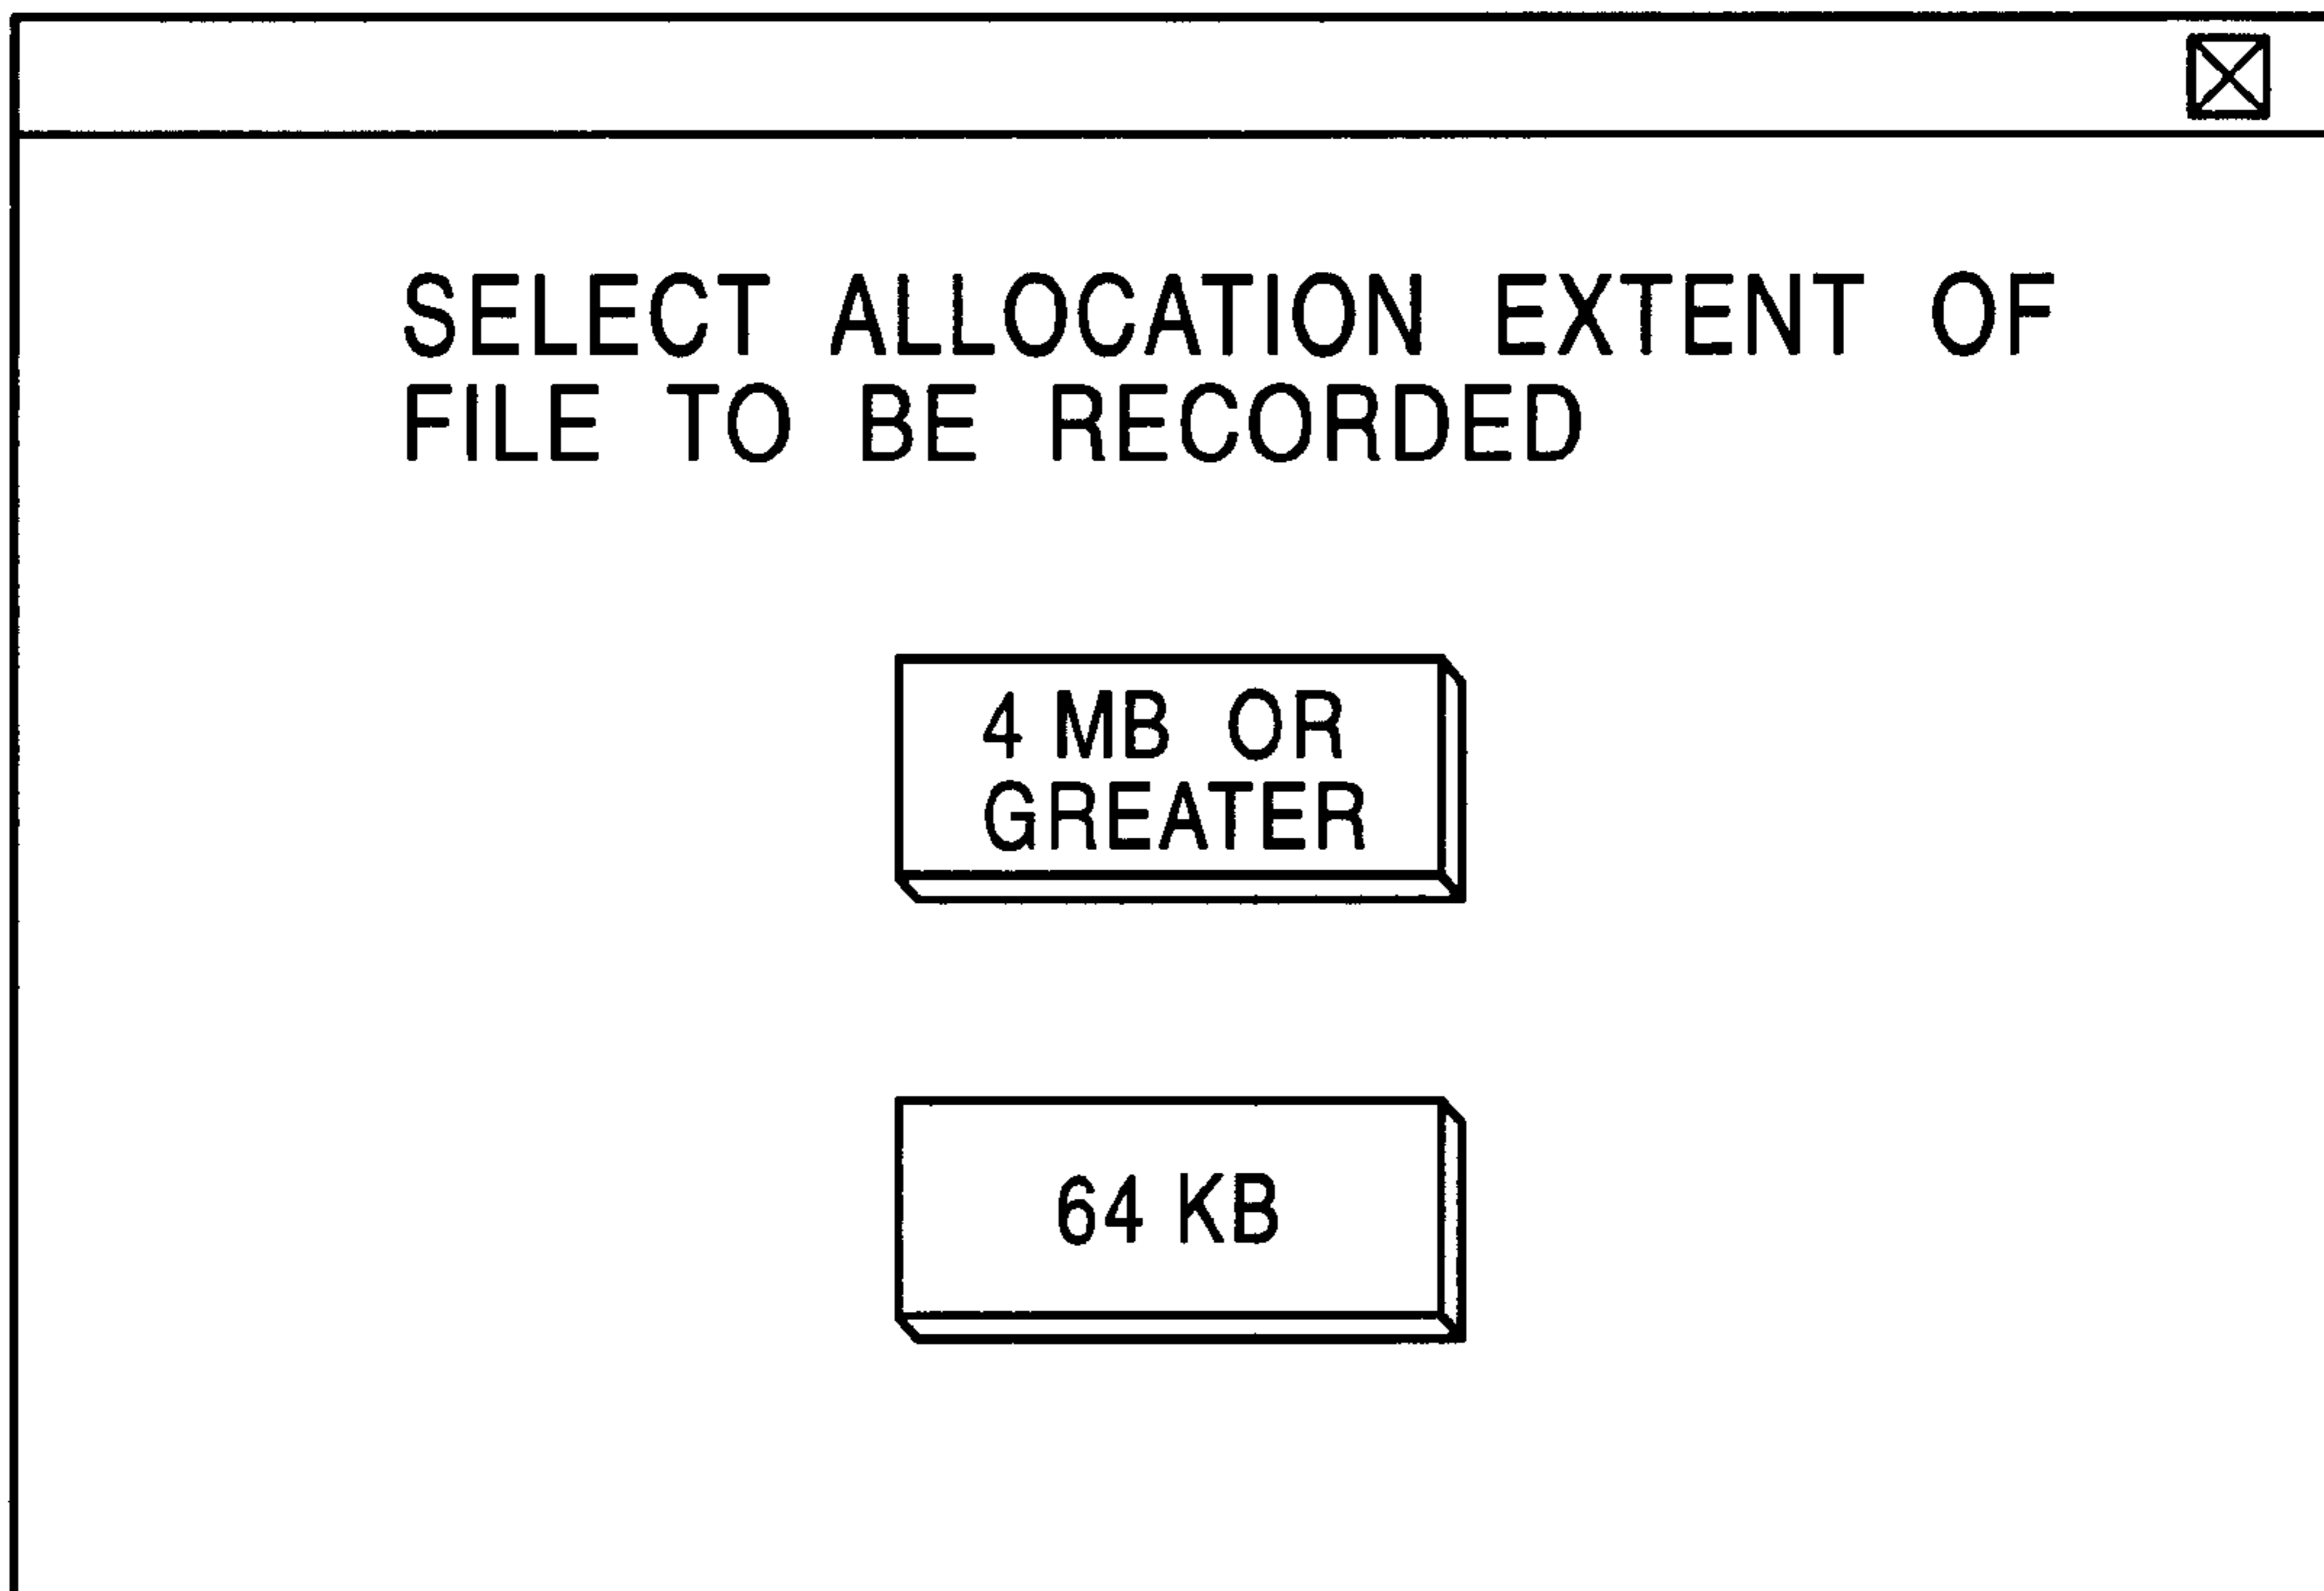 SELECT ALLOCATION EXTENT OF
FILE TO BE RECORDED
4 MB OR
GREATER
64 KB